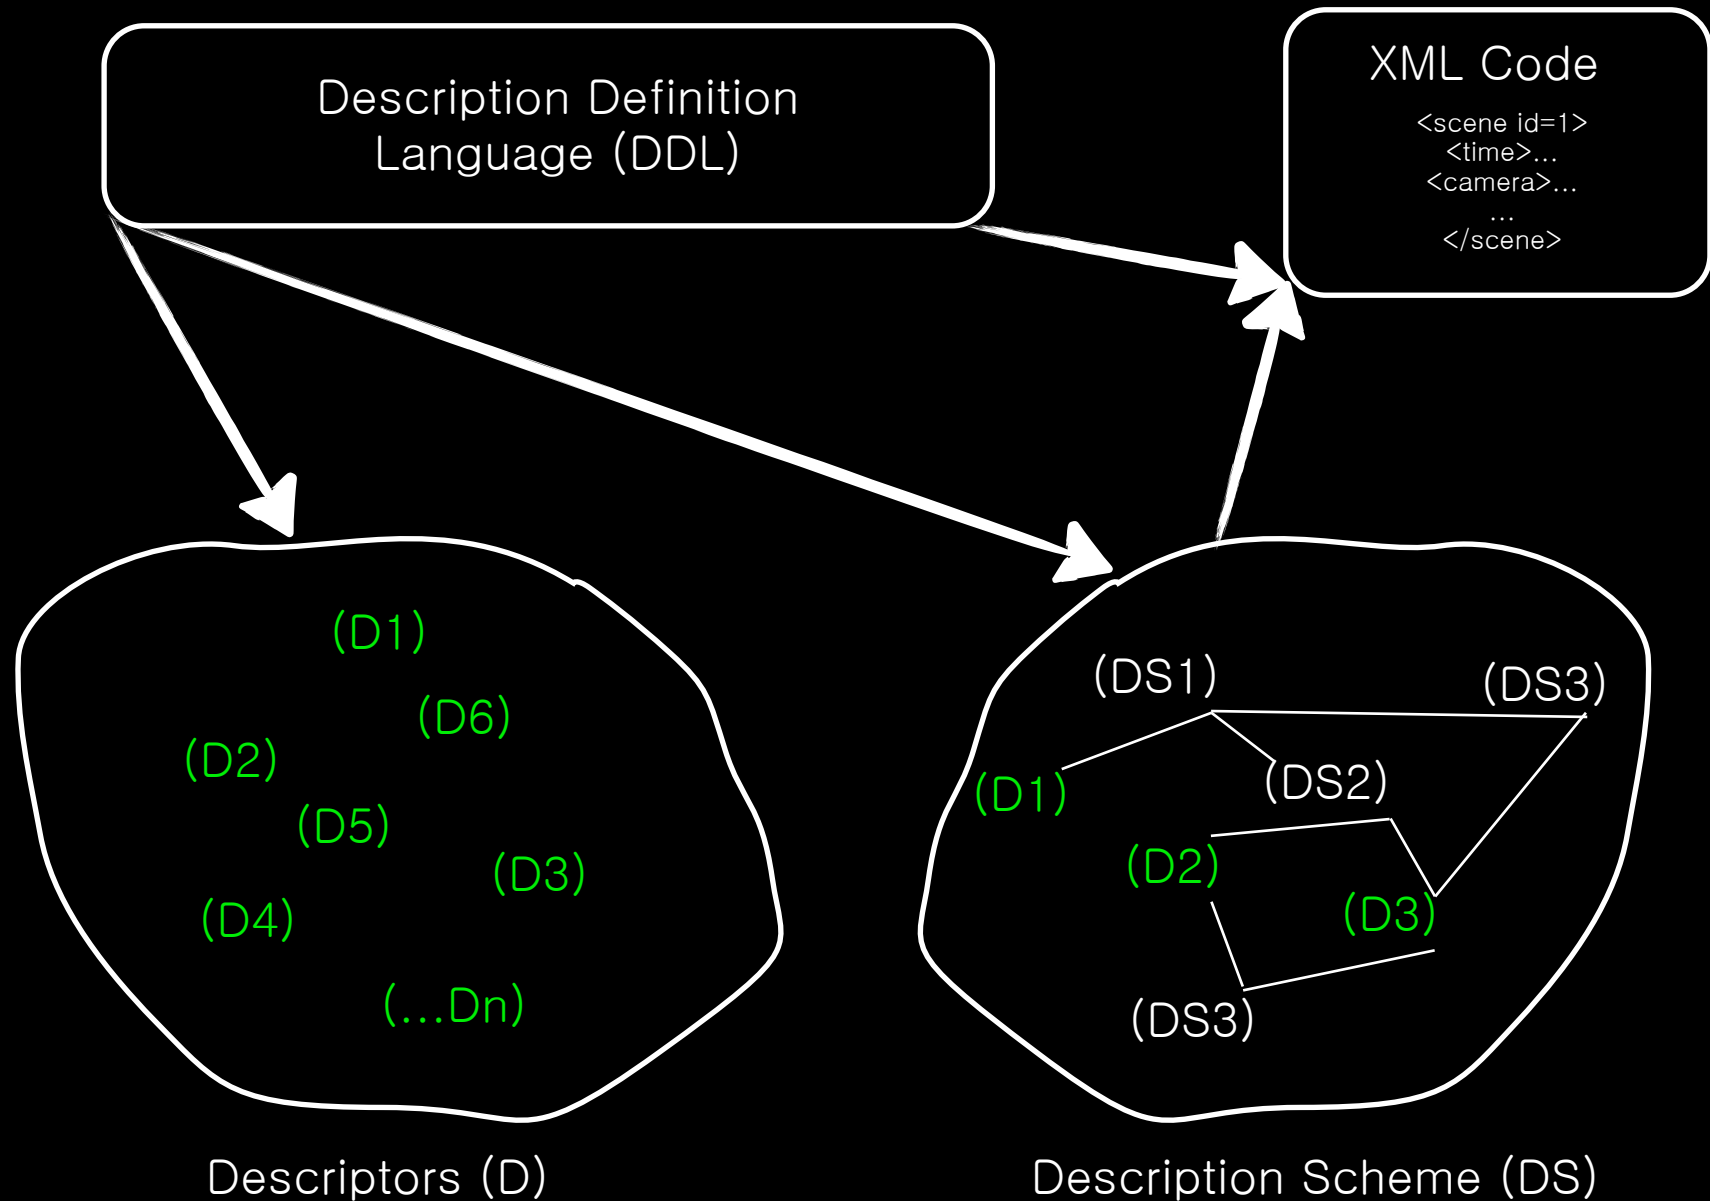 Description Definition
Language (DDL)
XML Code
<scene id=1>
<time>...
<camera>...
...
</scene>
(D1)
(D6)
(D2)
(D5)
(D3)
(D4)
(...Dn)
Descriptors (D)
(DS1)
(DS3)
(D1)
(DS2)
(D2)
(D3)
(DS3)
Description Scheme (DS)